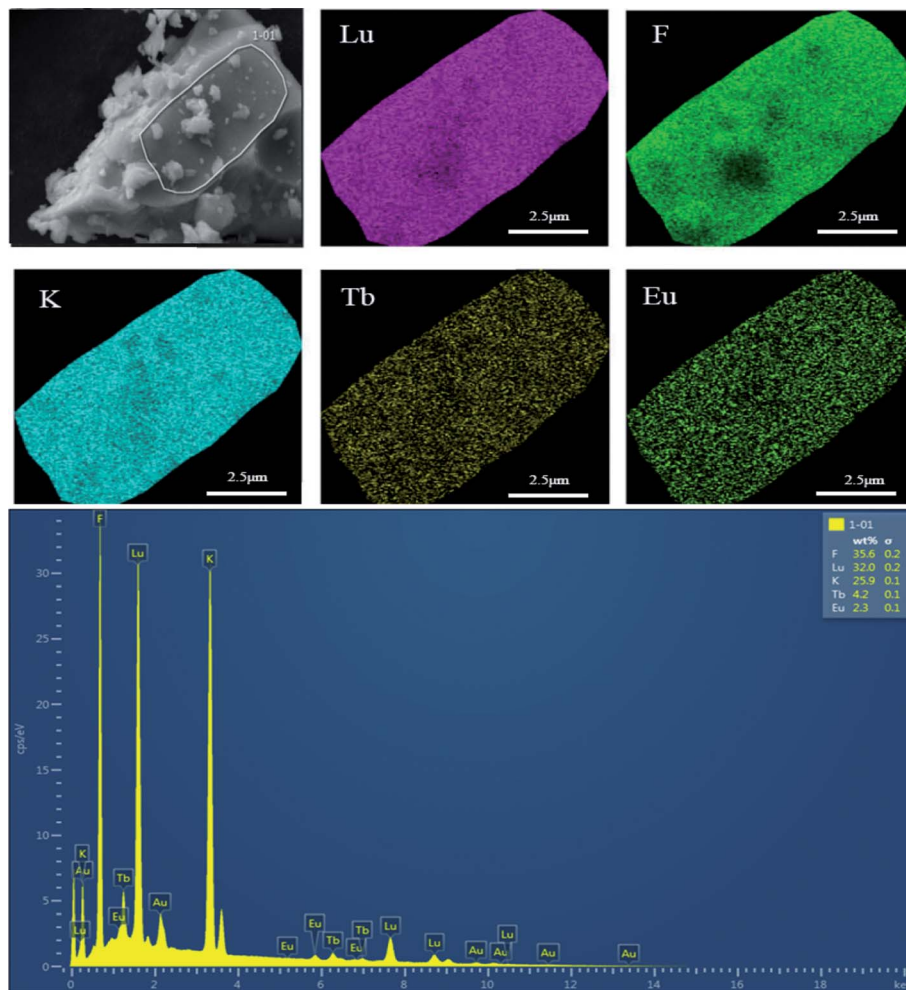 1-01
Lu
2.5μm
F
2.5μm
K
2.5μm
Tb
2.5μm
Eu
2.5μm
1-01
wt% σ
F 35.6 0.2
Lu 32.0 0.2
K 25.9 0.1
Tb 4.2 0.1
Eu 2.3 0.1
cps/eV
30
25
20
15
10
5
0
F
Lu
K
K
Au
Lu
Eu
Tb
Au
Eu
Eu
Tb
Eu
Tb
Lu
Lu
Au
Au
Lu
Au
Au
0 2 4 6 8 10 12 14 16 18 ke